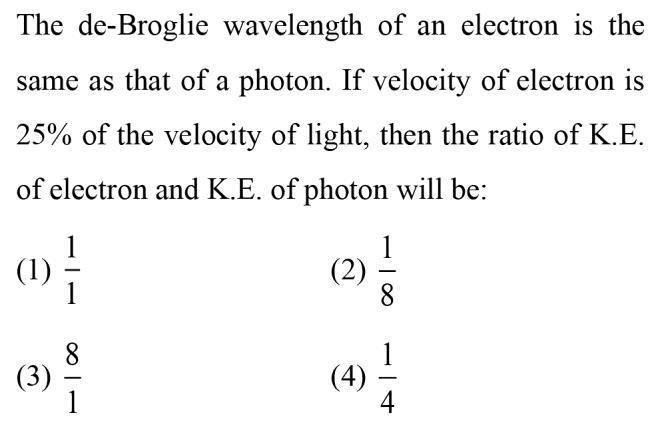 The de-Broglie wavelength of an electron is the
same as that of a photon. If velocity of electron is
25% of the velocity of light, then the ratio of K.E.
of electron and K.E. of photon will be:
(1) 1/1 (2) 1/8
(3) 8/1 (4) 1/4